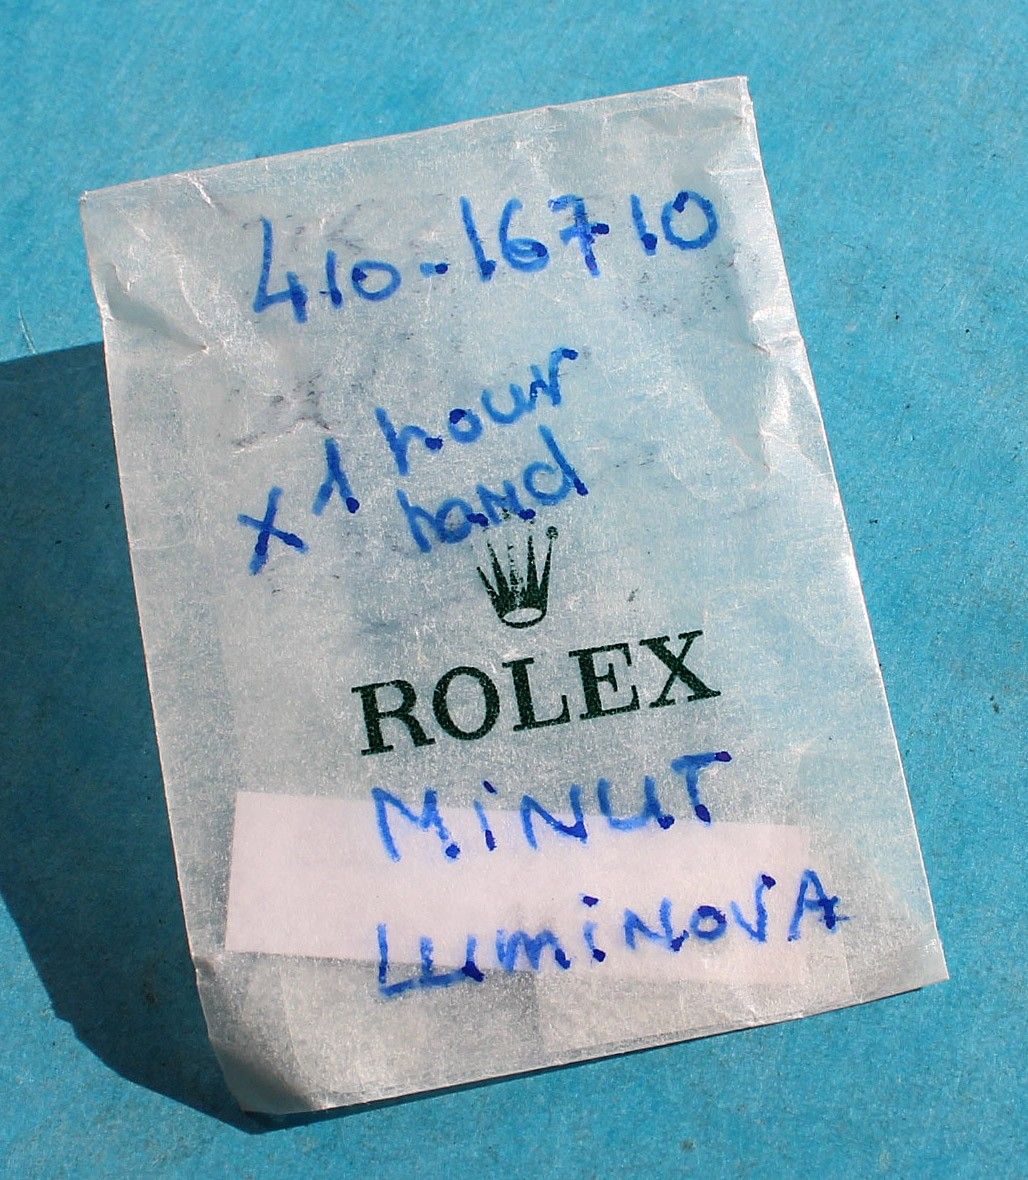 410-16710
x1 hour
hand
ROLEX
MiNUT
LUMiNOVA